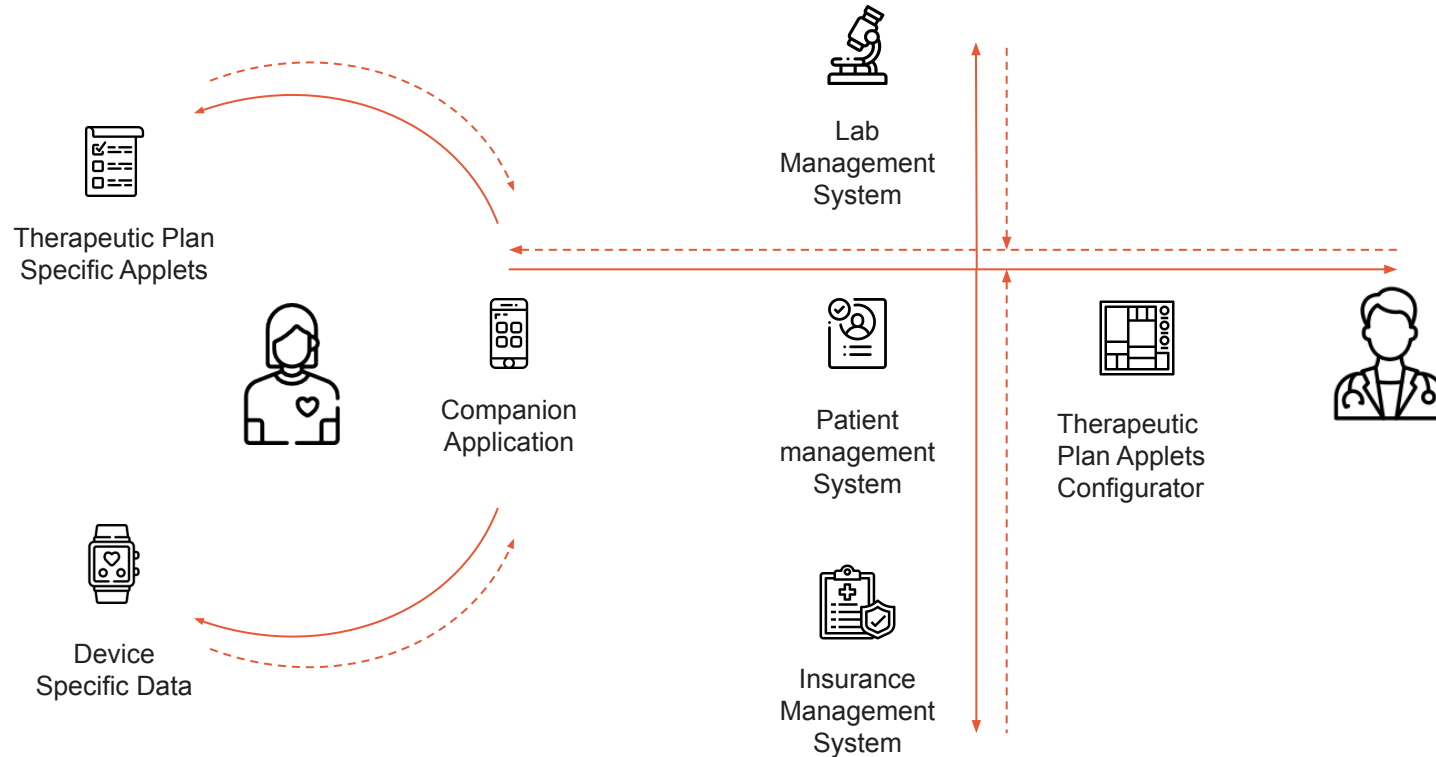 Lab
Management
System
Therapeutic Plan
Specific Applets
Companion
Application
Patient
management
System
Therapeutic
Plan Applets
Configurator
Device
Specific Data
Insurance
Management
System